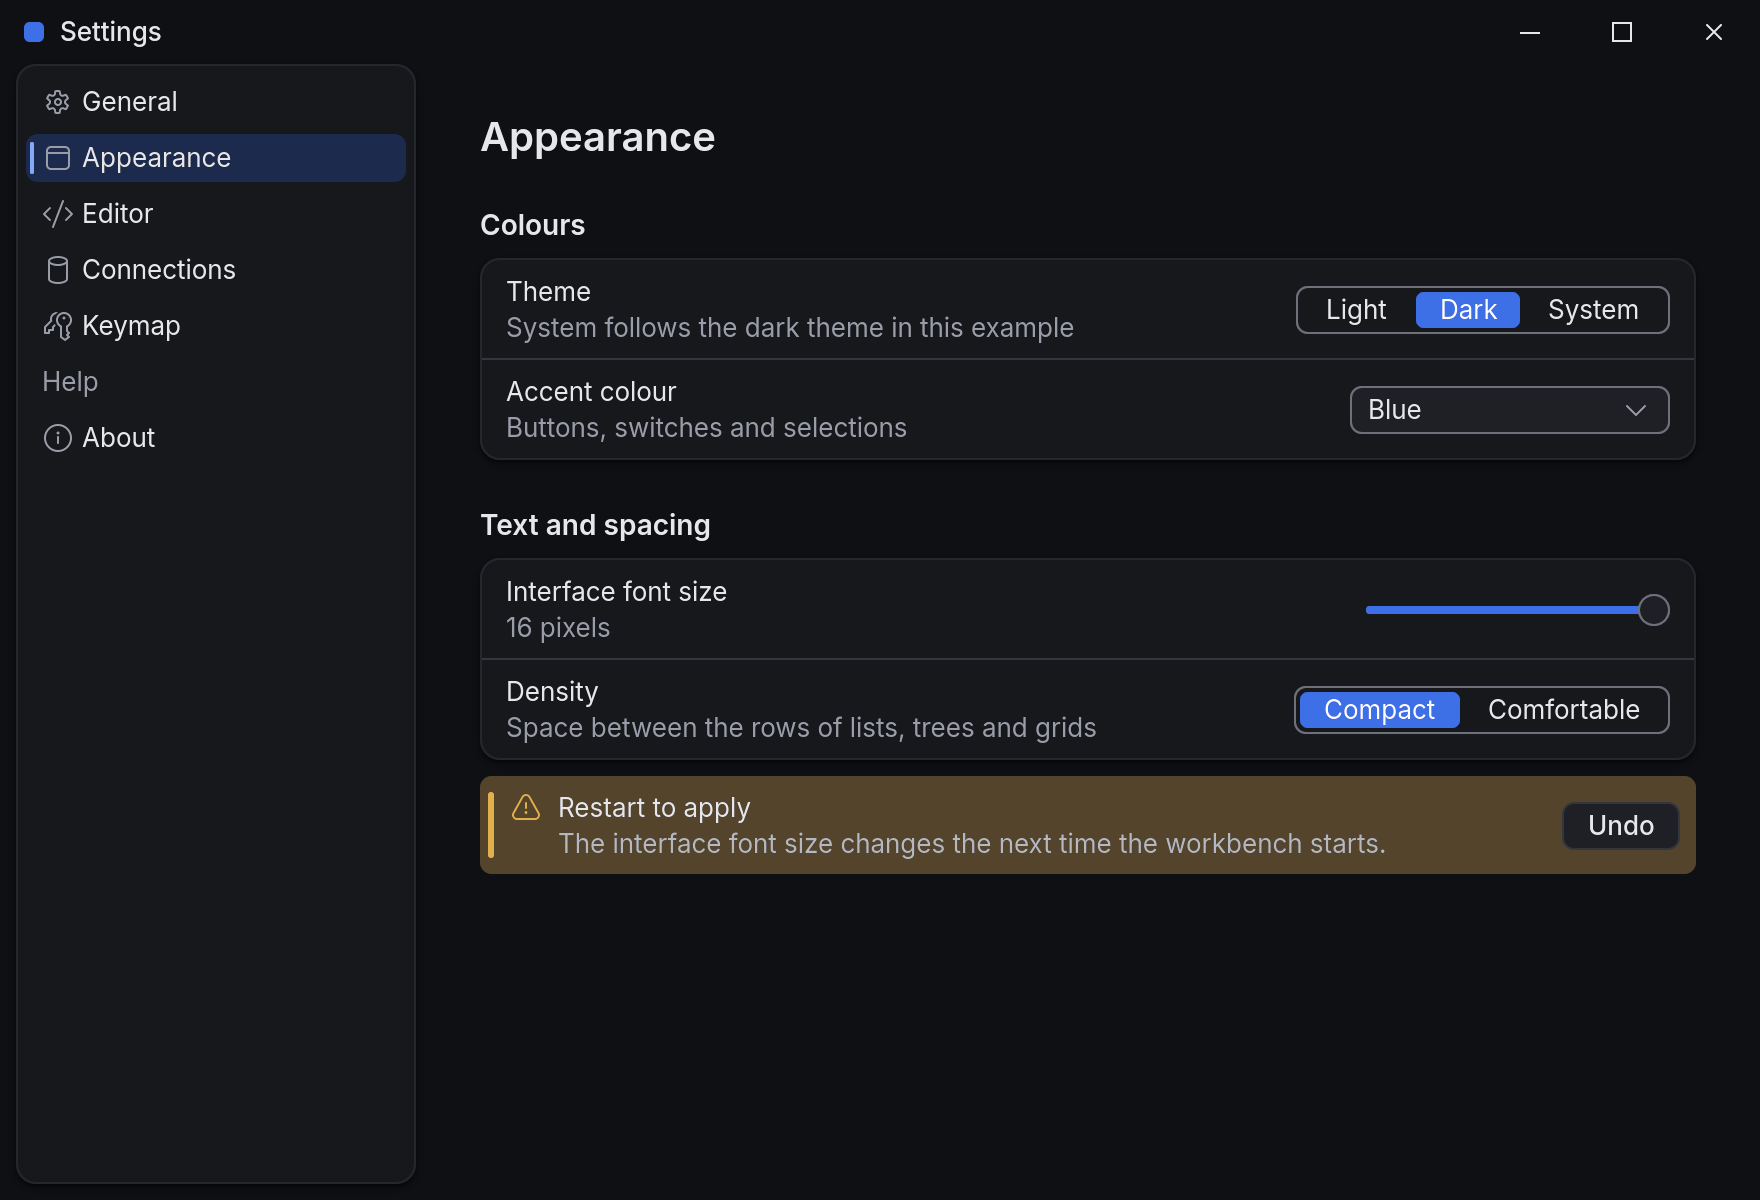 Settings
General
Appearance
Editor
Connections
Keymap
Help
About
Appearance
Colours
Theme
System follows the dark theme in this example
Light Dark System
Accent colour
Buttons, switches and selections
Blue
Text and spacing
Interface font size
16 pixels
Density
Space between the rows of lists, trees and grids
Compact Comfortable
Restart to apply
The interface font size changes the next time the workbench starts.
Undo